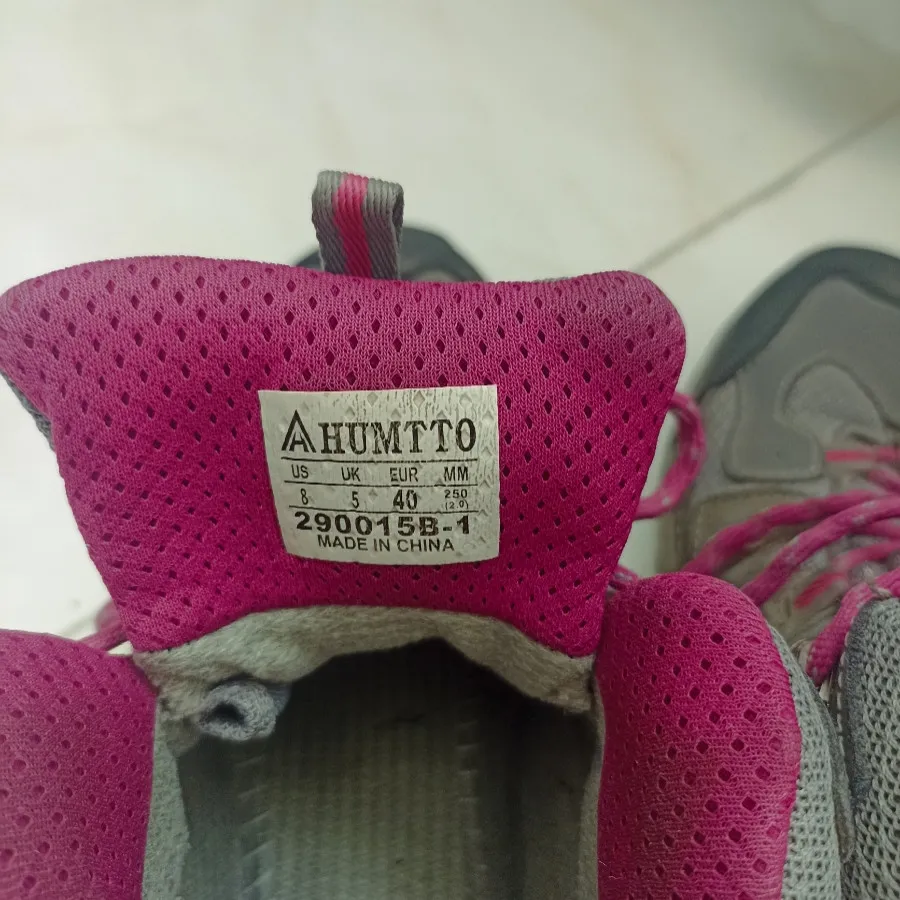 HUMTTO
US UK EUR MM
8 5 40 250 (2.0)
290015B-1
MADE IN CHINA